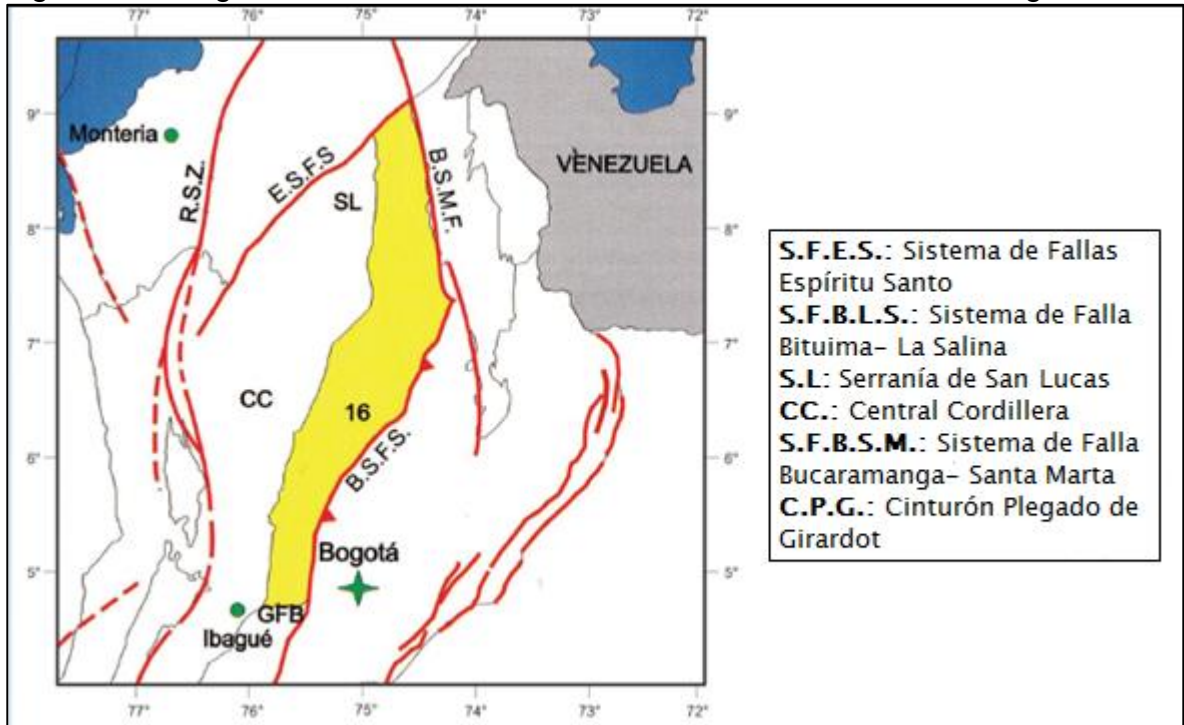 77°
76°
75°
74°
73°
72°
9°
9°
Monteria
R.S.Z.
E.S.F.S
B.S.M.F.
VENEZUELA
SL
8°
8°
7°
7°
CC
16
B.S.F.S.
6°
6°
Bogotá
5°
5°
GFB
Ibagué
77°
76°
75°
74°
73°
72°
S.F.E.S.: Sistema de Fallas
Espíritu Santo
S.F.B.L.S.: Sistema de Falla
Bituima– La Salina
S.L: Serranía de San Lucas
CC.: Central Cordillera
S.F.B.S.M.: Sistema de Falla
Bucaramanga– Santa Marta
C.P.G.: Cinturón Plegado de
Girardot